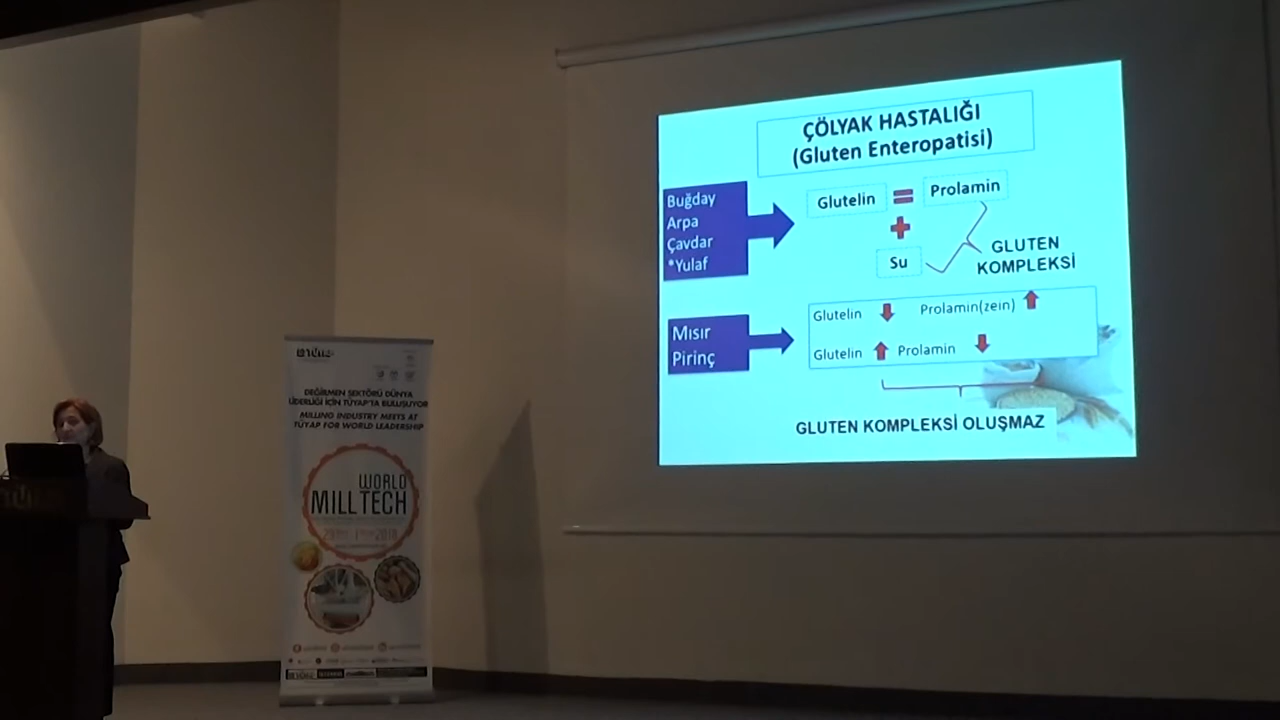 ÇÖLYAK HASTALIĞI
(Gluten Enteropatisi)
Buğday
Arpa
Çavdar
*Yulaf
Glutelin = Prolamin
+
Su
GLUTEN
KOMPLEKSİ
Mısır
Pirinç
Glutelin Prolamin(zein)
Glutelin Prolamin
GLUTEN KOMPLEKSİ OLUŞMAZ
DEĞİRMEN SEKTÖRÜ DÜNYA
LİDERLİĞİ İÇİN TÜYAP'TA BULUŞUYOR
MILLING INDUSTRY MEETS AT
TÜYAP FOR WORLD LEADERSHIP
WORLD
MILLTECH